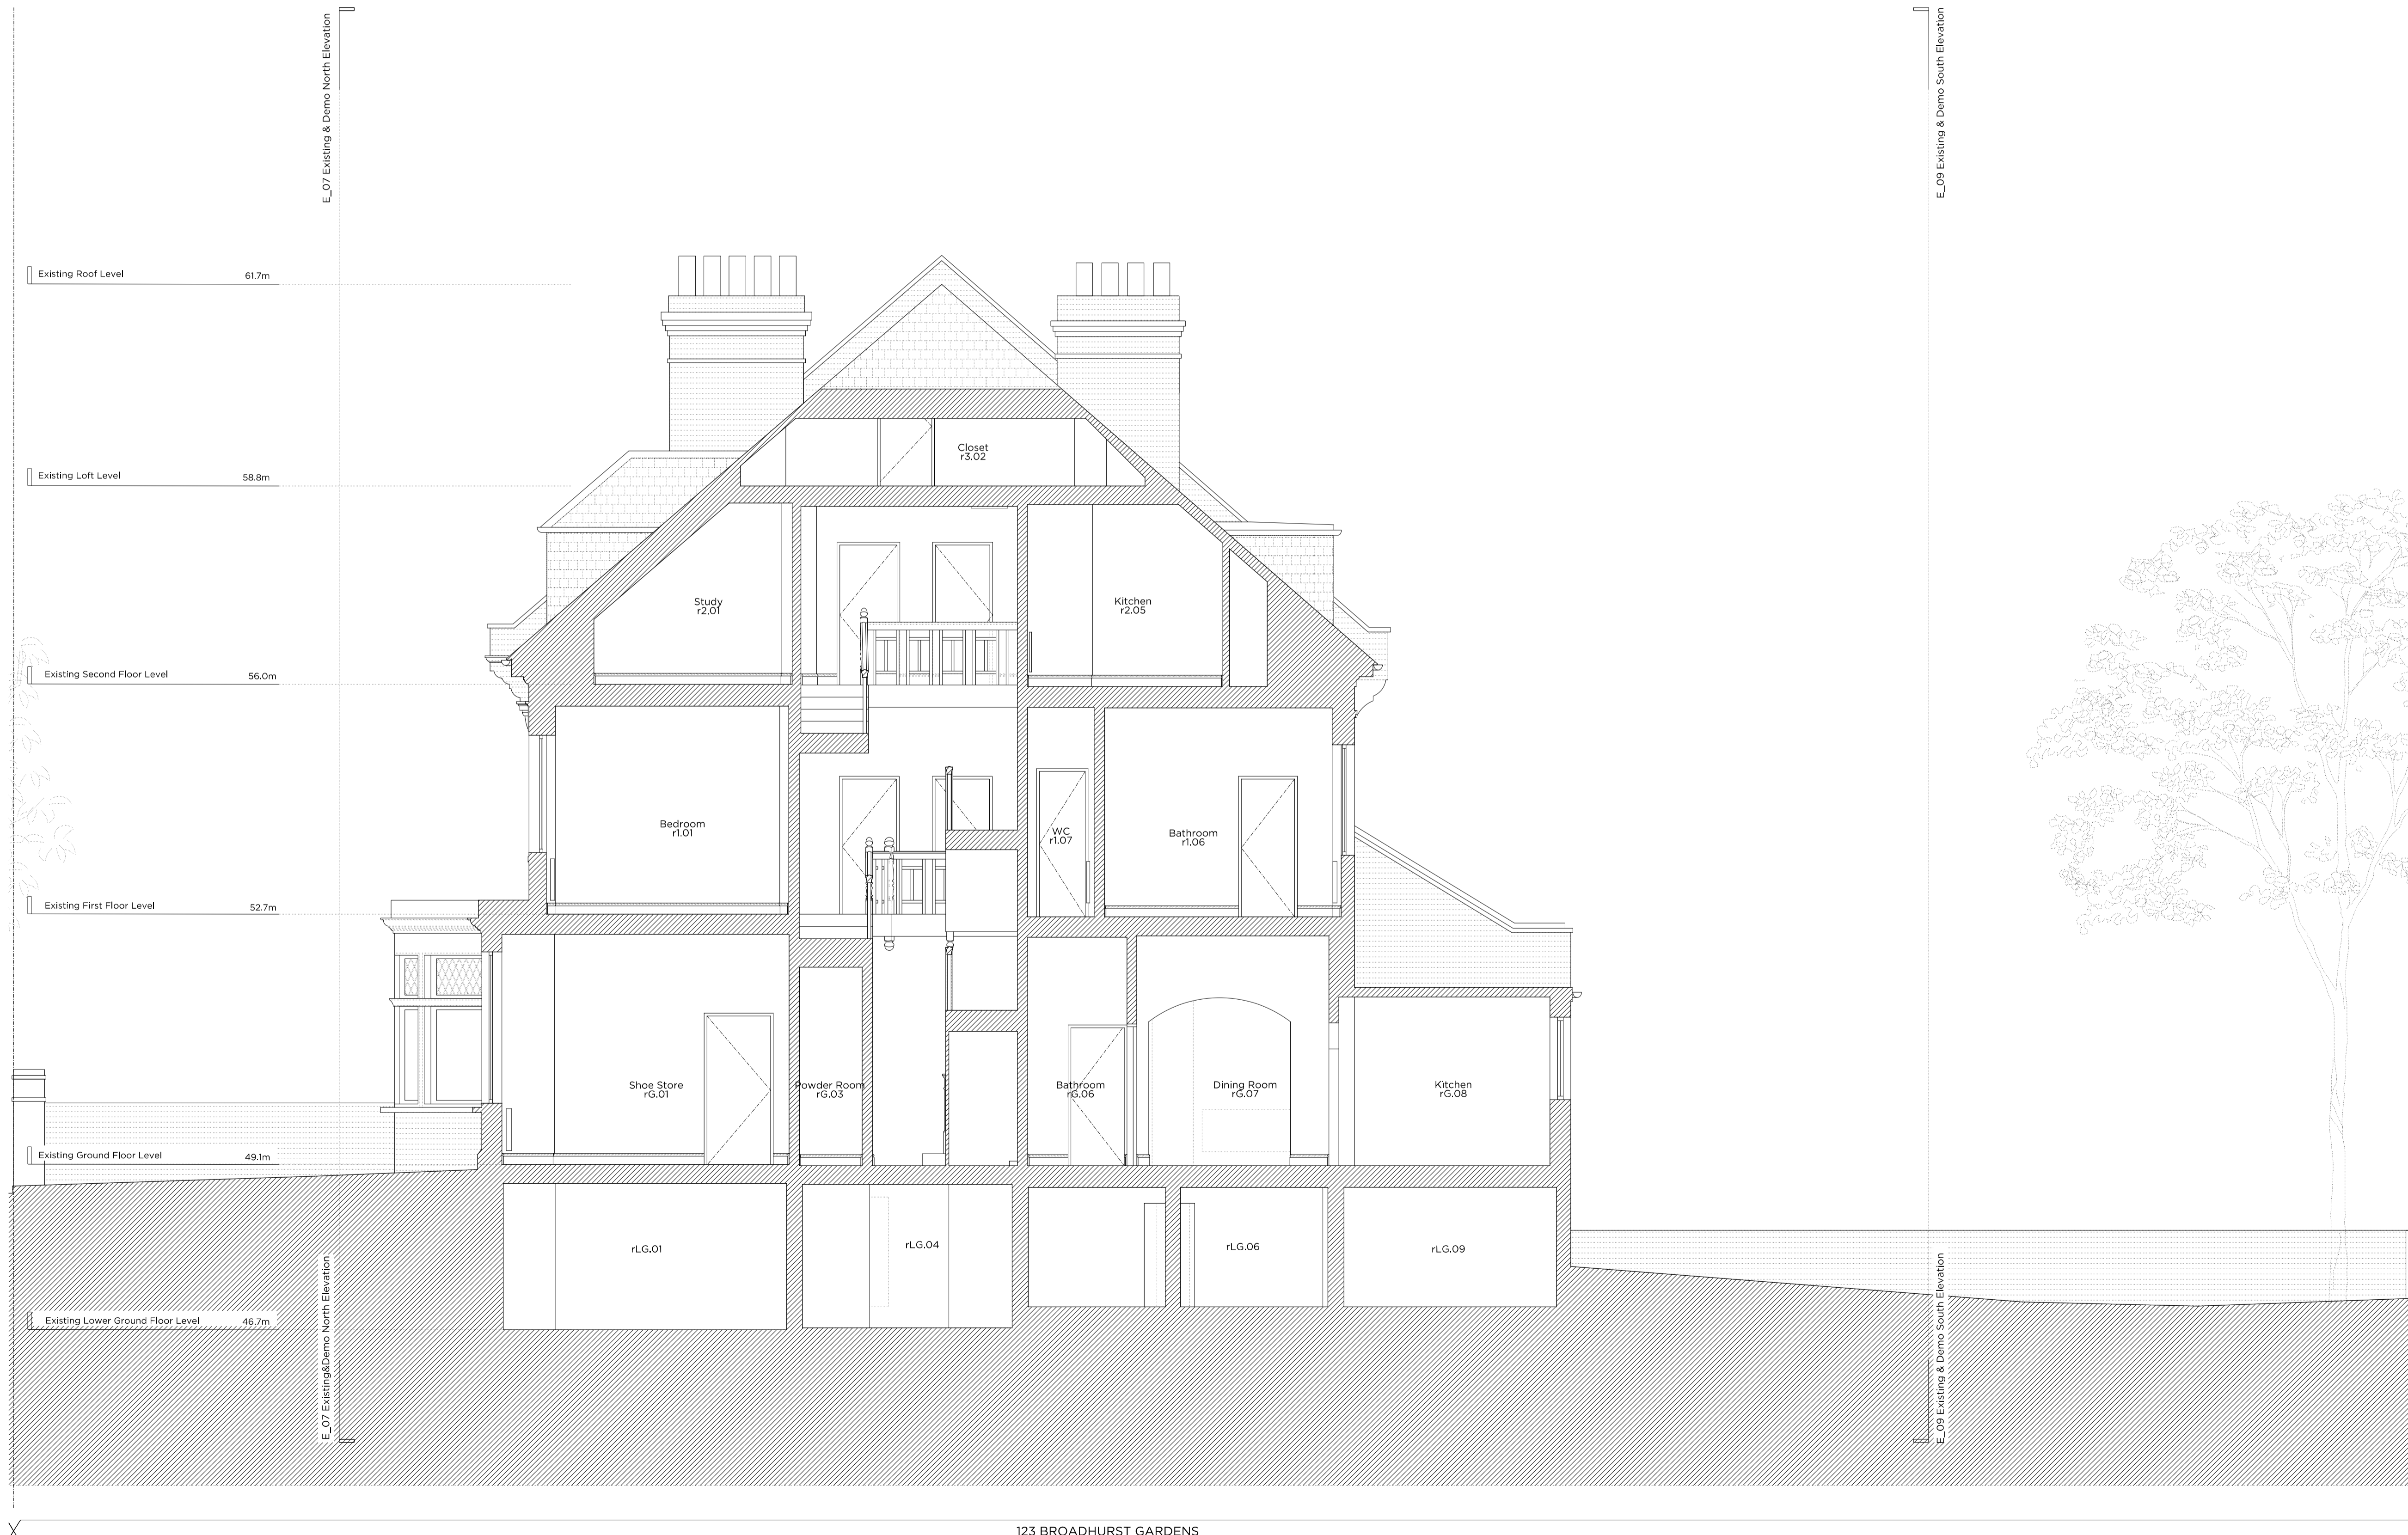 E_07 Existing & Demo North Elevation
E_09 Existing & Demo South Elevation
Existing Roof Level 61.7m
Existing Loft Level 58.8m
Closet
r3.02
Study
r2.01
Kitchen
r2.05
Existing Second Floor Level 56.0m
Bedroom
r1.01
WC
r1.07
Bathroom
r1.06
Existing First Floor Level 52.7m
Shoe Store
rG.01
Powder Room
rG.03
Bathroom
rG.06
Dining Room
rG.07
Kitchen
rG.08
Existing Ground Floor Level 49.1m
rLG.01
rLG.04
rLG.06
rLG.09
Existing Lower Ground Floor Level 46.7m
E_07 Existing&Demo North Elevation
E_09 Existing & Demo South Elevation
123 BROADHURST GARDENS